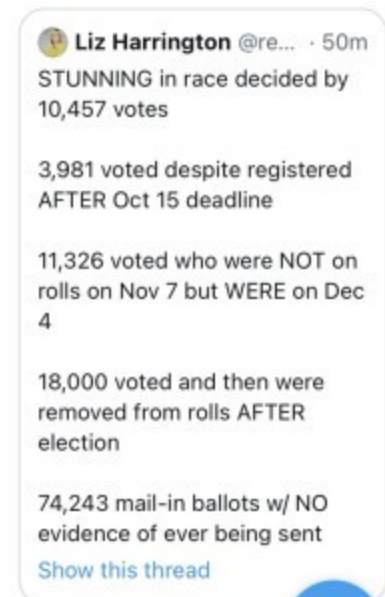 Liz Harrington @re... · 50m
STUNNING in race decided by
10,457 votes
3,981 voted despite registered
AFTER Oct 15 deadline
11,326 voted who were NOT on
rolls on Nov 7 but WERE on Dec
4
18,000 voted and then were
removed from rolls AFTER
election
74,243 mail-in ballots w/ NO
evidence of ever being sent
Show this thread